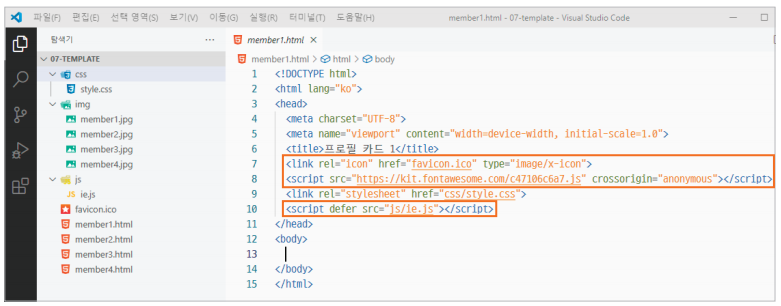 파일(F) 편집(E) 선택 영역(S) 보기(V) 이동(G) 실행(R) 터미널(T) 도움말(H) member1.html - 07-template - Visual Studio Code
탐색기 ··· member1.html ×
07-TEMPLATE
css
style.css
img
member1.jpg
member2.jpg
member3.jpg
member4.jpg
js
JS ie.js
favicon.ico
member1.html
member2.html
member3.html
member4.html
member1.html > html > body
1 <!DOCTYPE html>
2 <html lang="ko">
3 <head>
4 <meta charset="UTF-8">
5 <meta name="viewport" content="width=device-width, initial-scale=1.0">
6 <title>프로필 카드 1</title>
7 <link rel="icon" href="favicon.ico" type="image/x-icon">
8 <script src="https://kit.fontawesome.com/c47106c6a7.js" crossorigin="anonymous"></script>
9 <link rel="stylesheet" href="css/style.css">
10 <script defer src="js/ie.js"></script>
11 </head>
12 <body>
13
14 </body>
15 </html>